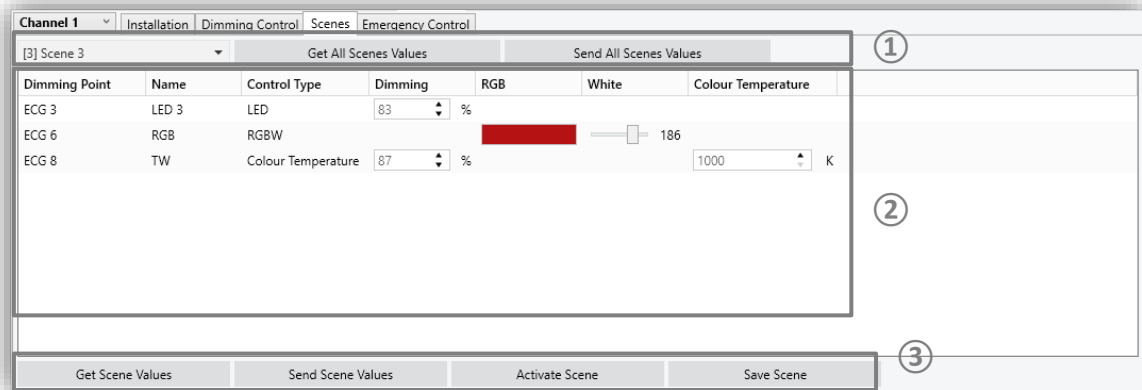 Channel 1 Installation Dimming Control Scenes Emergency Control
[3] Scene 3 Get All Scenes Values Send All Scenes Values ①
Dimming Point Name Control Type Dimming RGB White Colour Temperature
ECG 3 LED 3 LED 83 %
ECG 6 RGB RGBW 186
ECG 8 TW Colour Temperature 87 % 1000 K
②
③
Get Scene Values Send Scene Values Activate Scene Save Scene